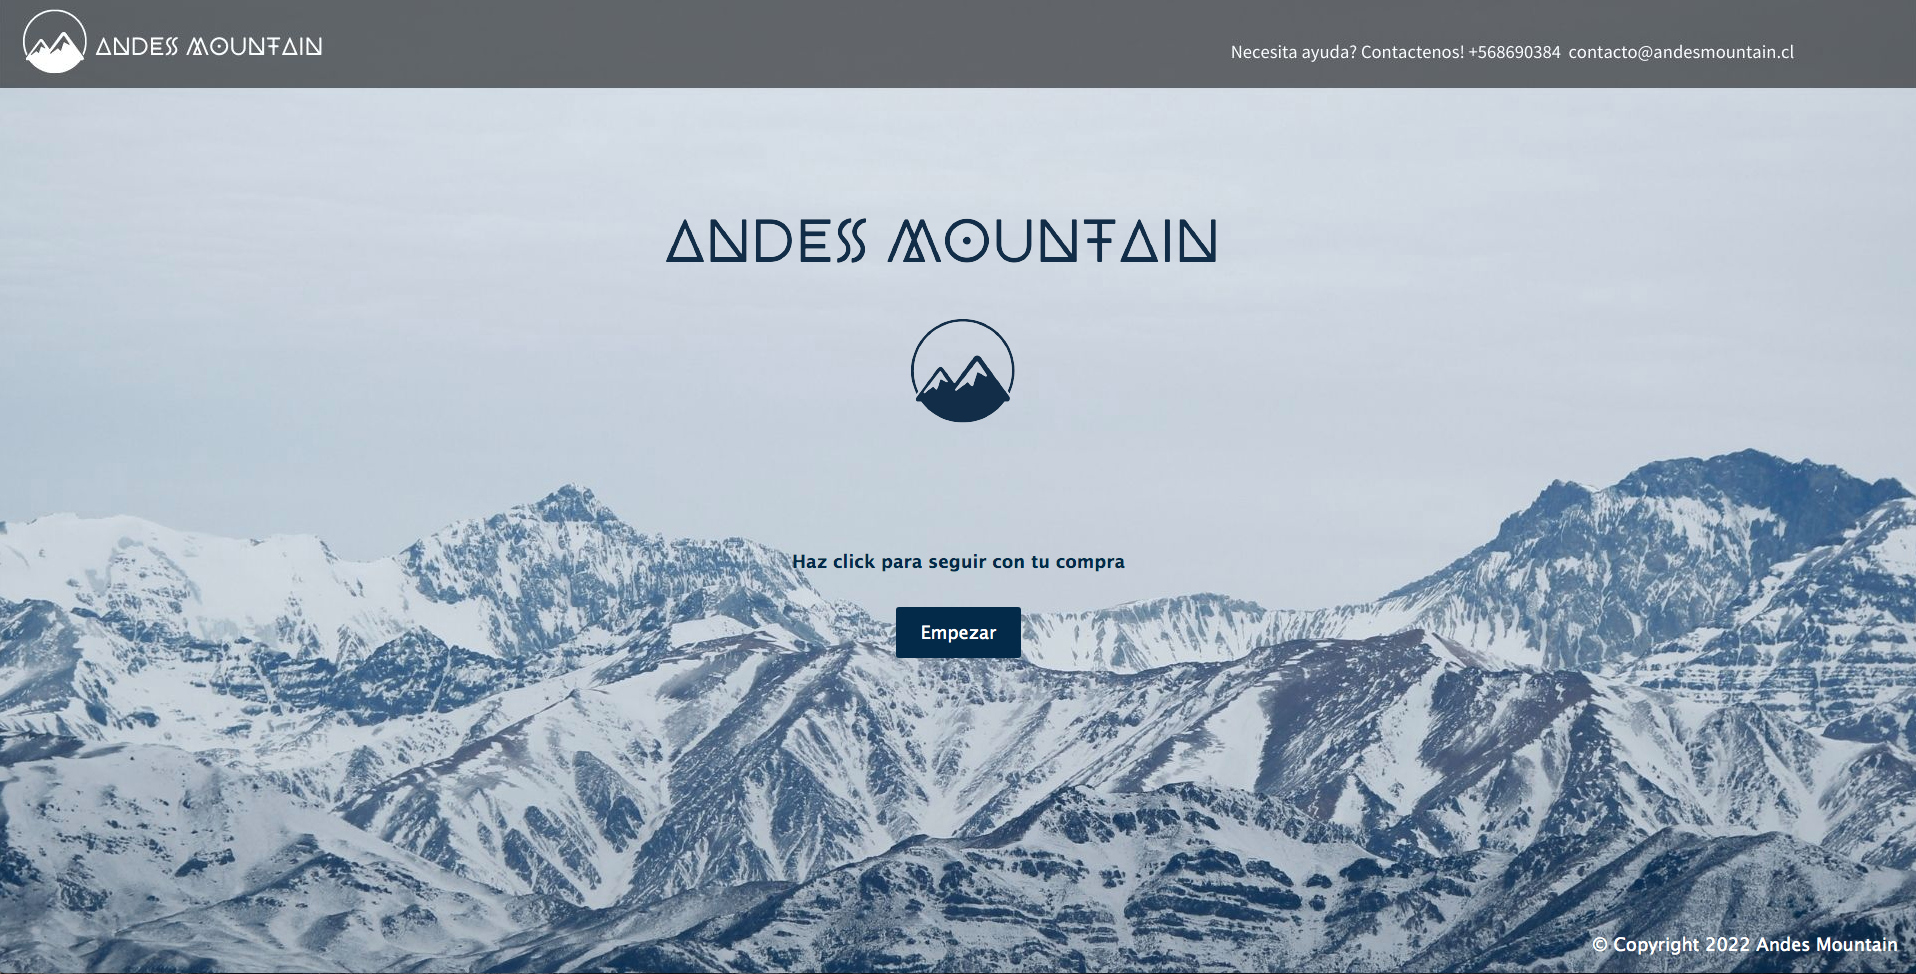 ANDES MOUNTAIN
Necesita ayuda? Contactenos! +568690384 contacto@andesmountain.cl
ANDES MOUNTAIN
Haz click para seguir con tu compra
Empezar
© Copyright 2022 Andes Mountain